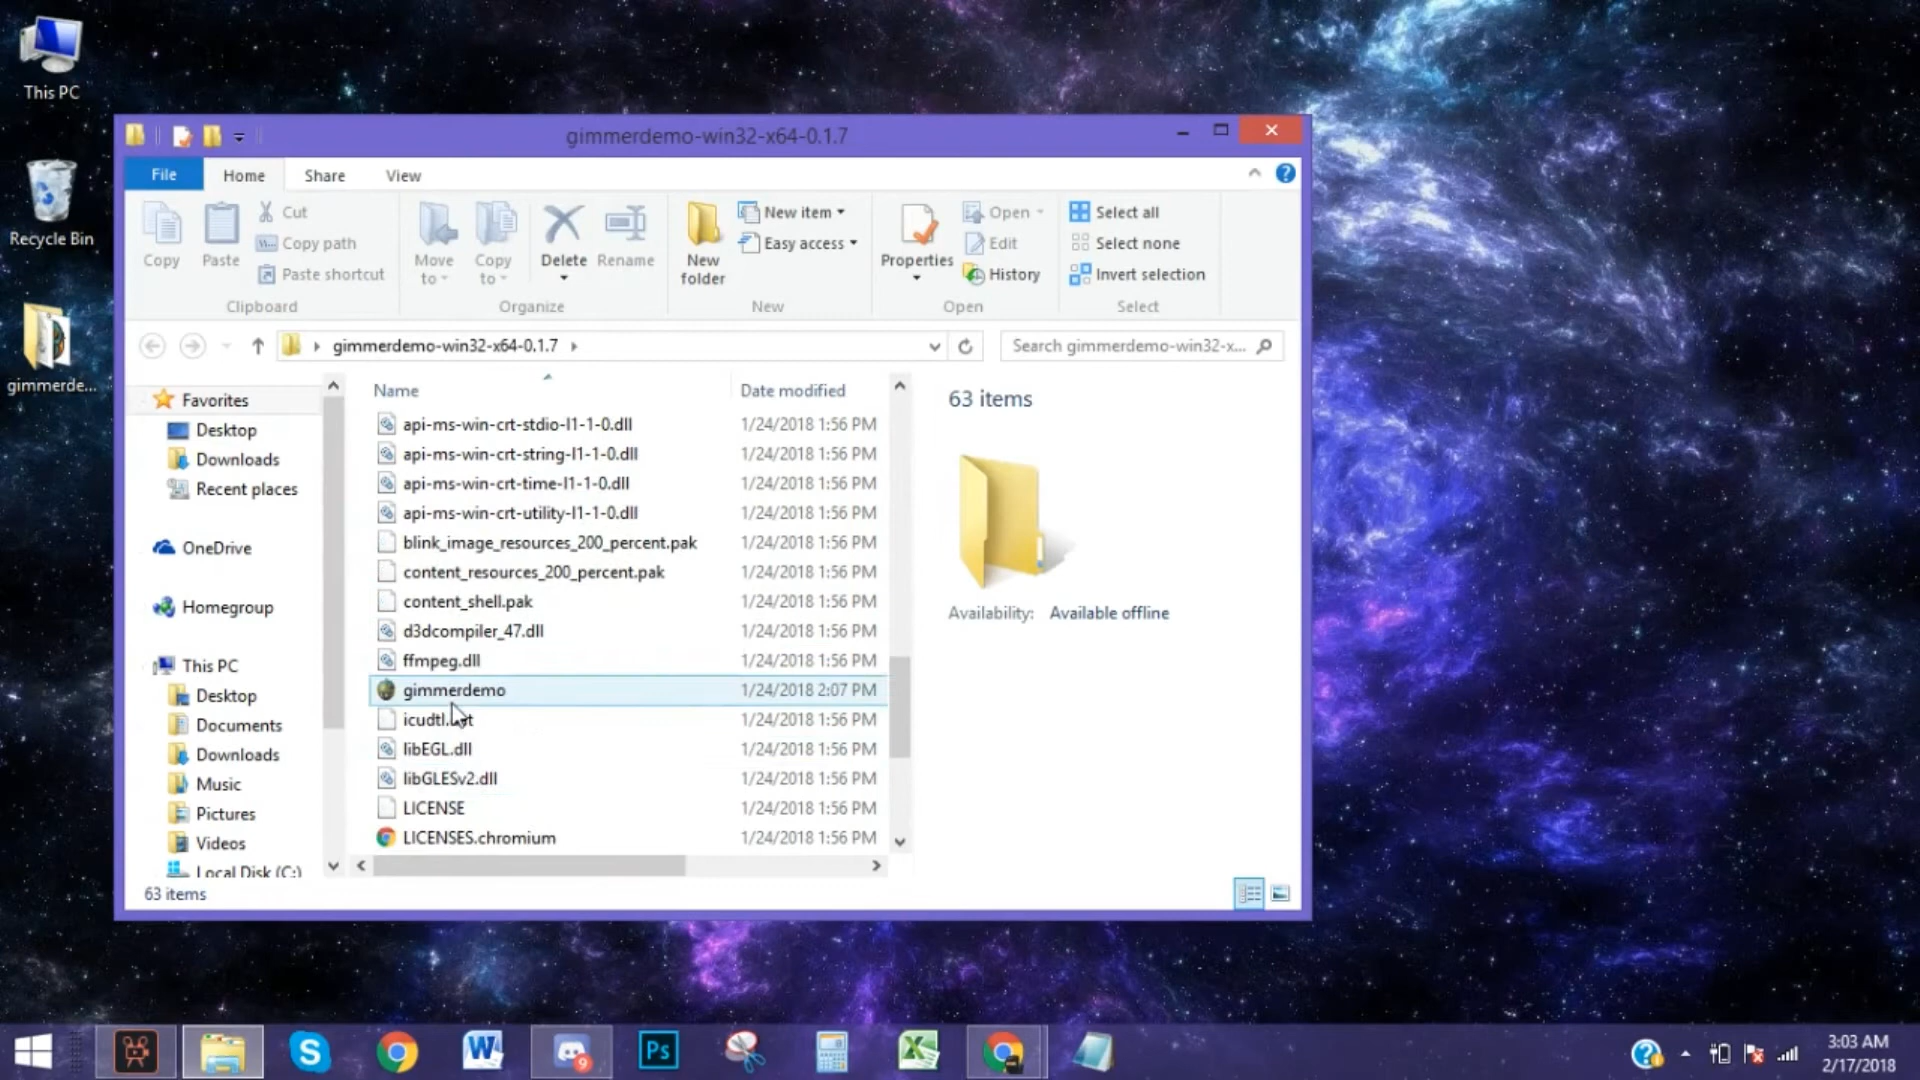 This PC
Recycle Bin
gimmerde...
gimmerdemo-win32-x64-0.1.7
File
Home
Share
View
Copy
Paste
Cut
Copy path
Paste shortcut
Clipboard
Move to
Copy to
Delete
Rename
Organize
New folder
New item
Easy access
New
Properties
Open
Edit
History
Open
Select all
Select none
Invert selection
Select
gimmerdemo-win32-x64-0.1.7
Search gimmerdemo-win32-x...
Favorites
Desktop
Downloads
Recent places
OneDrive
Homegroup
This PC
Desktop
Documents
Downloads
Music
Pictures
Videos
Local Disk (C:)
Name Date modified
api-ms-win-crt-stdio-l1-1-0.dll 1/24/2018 1:56 PM
api-ms-win-crt-string-l1-1-0.dll 1/24/2018 1:56 PM
api-ms-win-crt-time-l1-1-0.dll 1/24/2018 1:56 PM
api-ms-win-crt-utility-l1-1-0.dll 1/24/2018 1:56 PM
blink_image_resources_200_percent.pak 1/24/2018 1:56 PM
content_resources_200_percent.pak 1/24/2018 1:56 PM
content_shell.pak 1/24/2018 1:56 PM
d3dcompiler_47.dll 1/24/2018 1:56 PM
ffmpeg.dll 1/24/2018 1:56 PM
gimmerdemo 1/24/2018 2:07 PM
1/24/2018 1:56 PM
libEGL.dll 1/24/2018 1:56 PM
libGLESv2.dll 1/24/2018 1:56 PM
LICENSE 1/24/2018 1:56 PM
LICENSES.chromium 1/24/2018 1:56 PM
63 items
Availability: Available offline
63 items
S
W
9
Ps
X
3:03 AM
2/17/2018